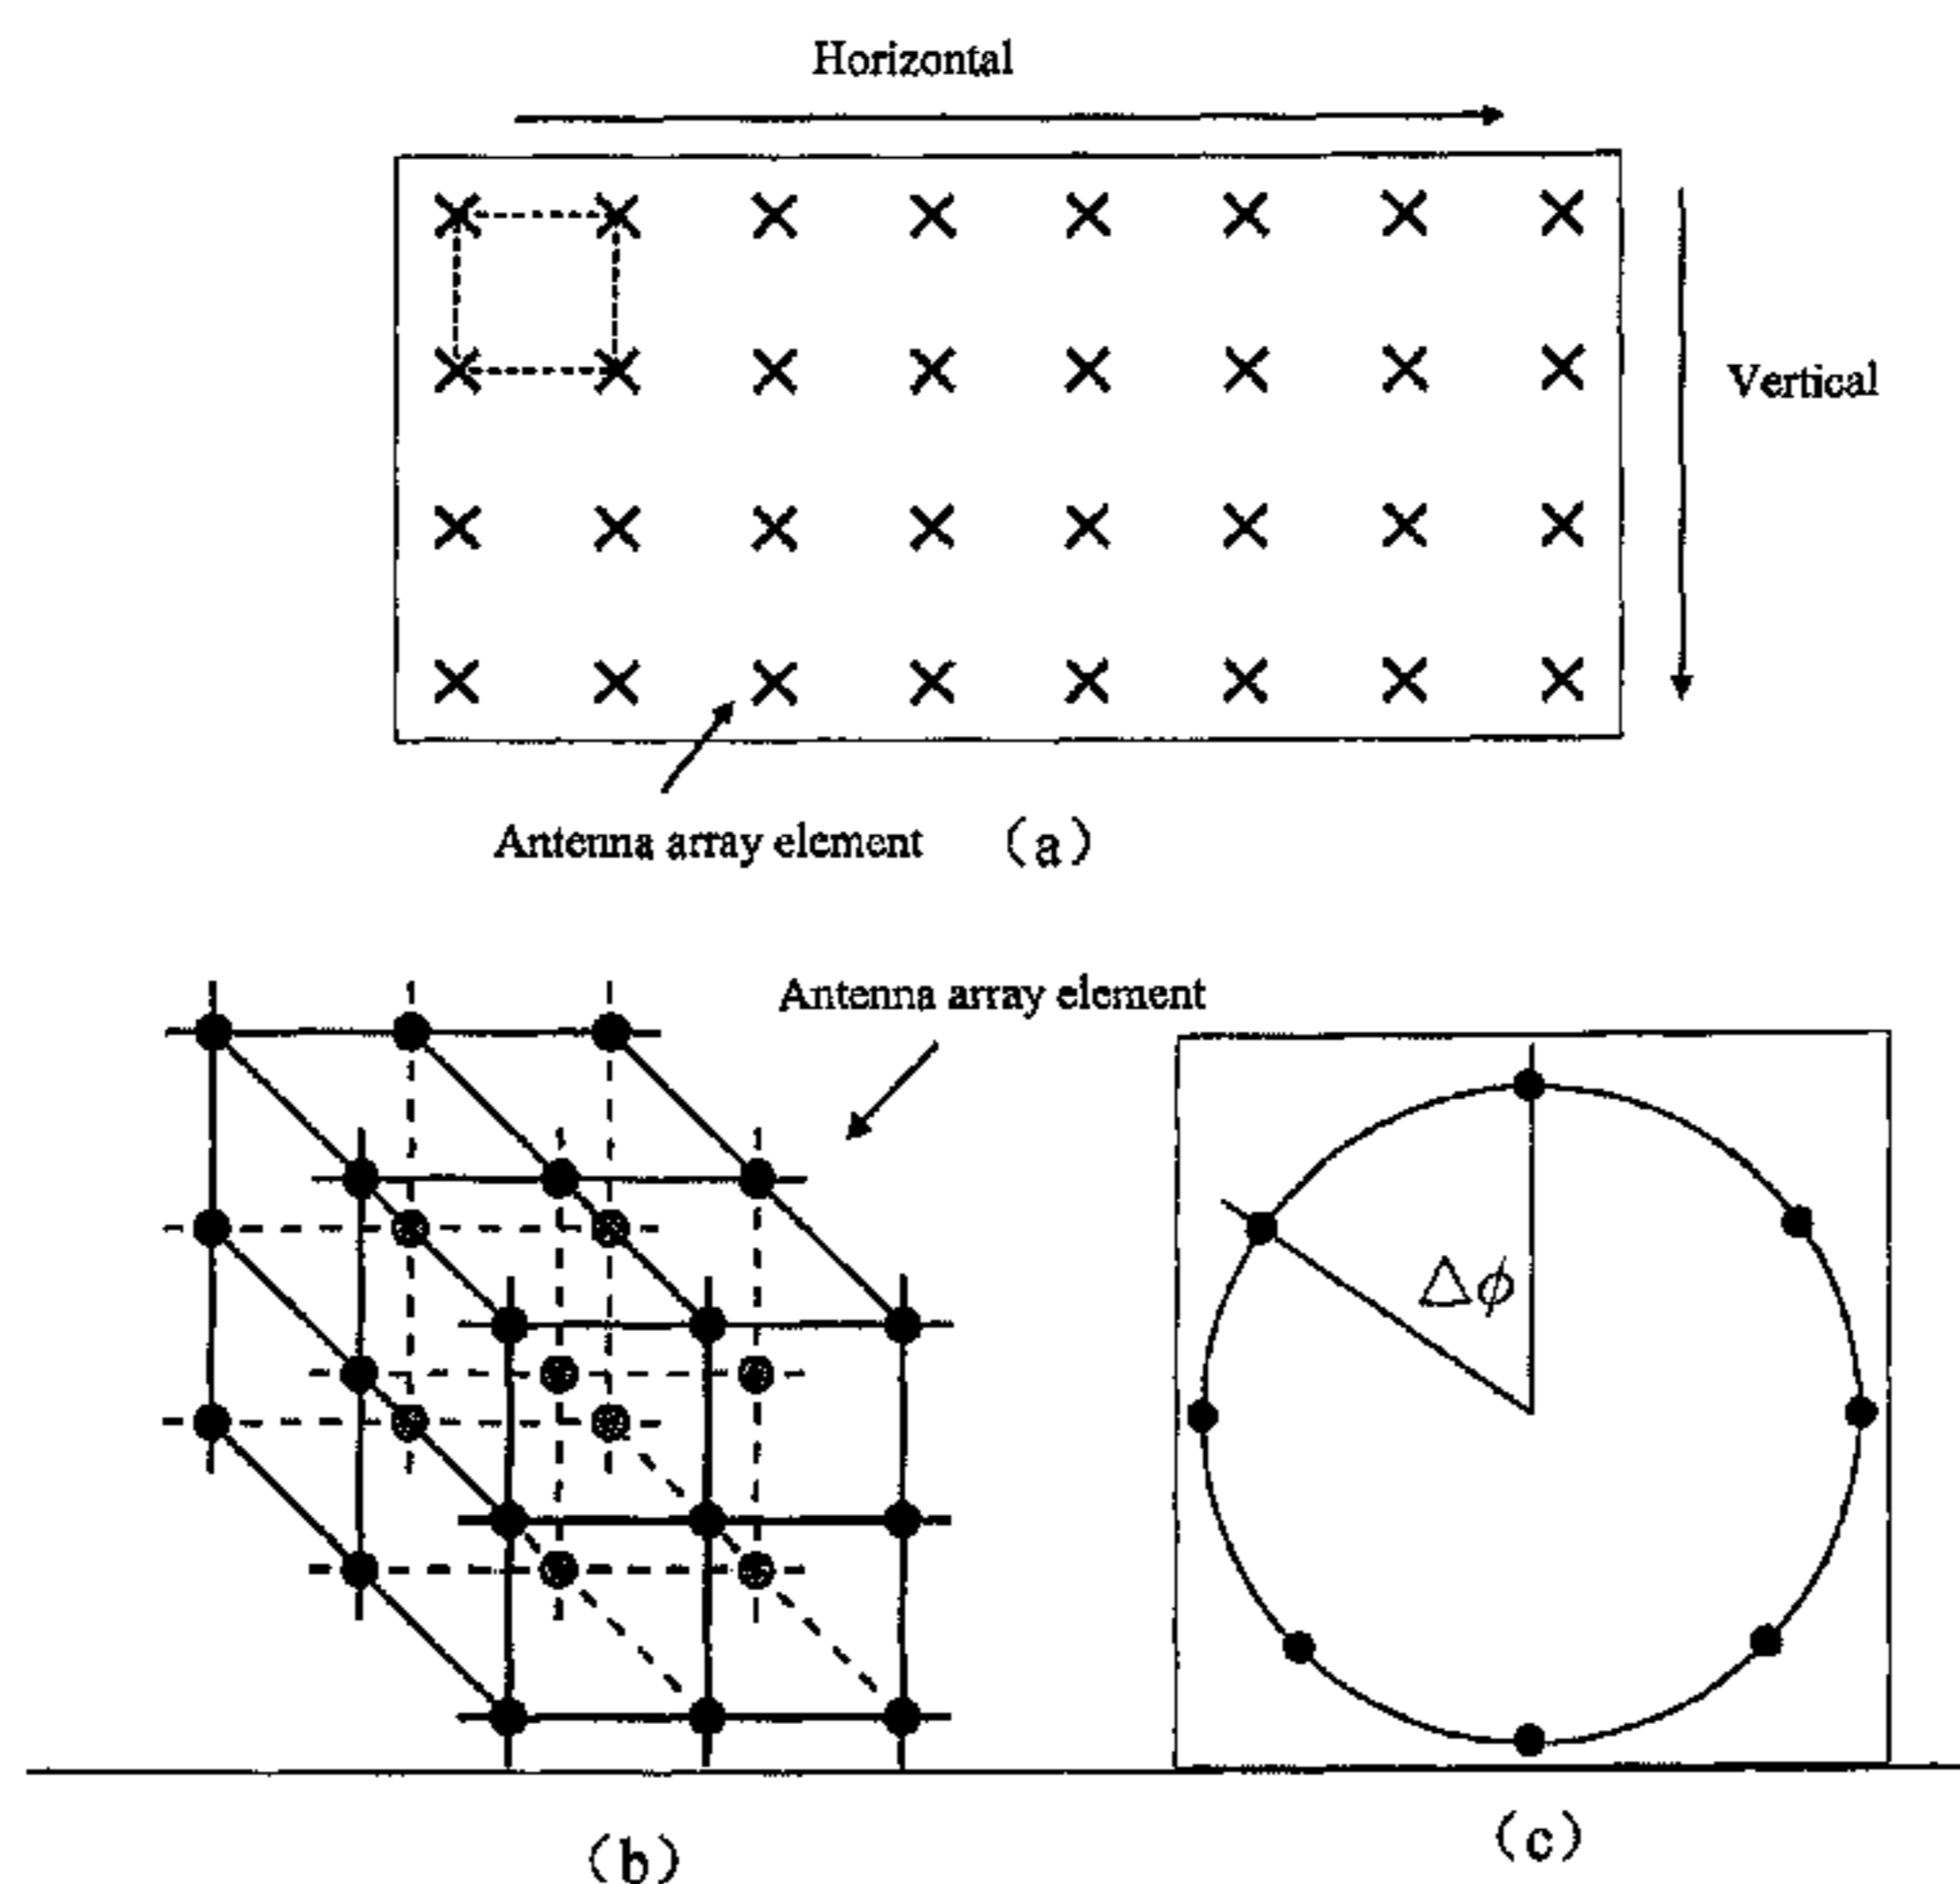 Horizontal
Vertical
Antenna array element (a)
Antenna array element
Δϕ
(b)
(c)